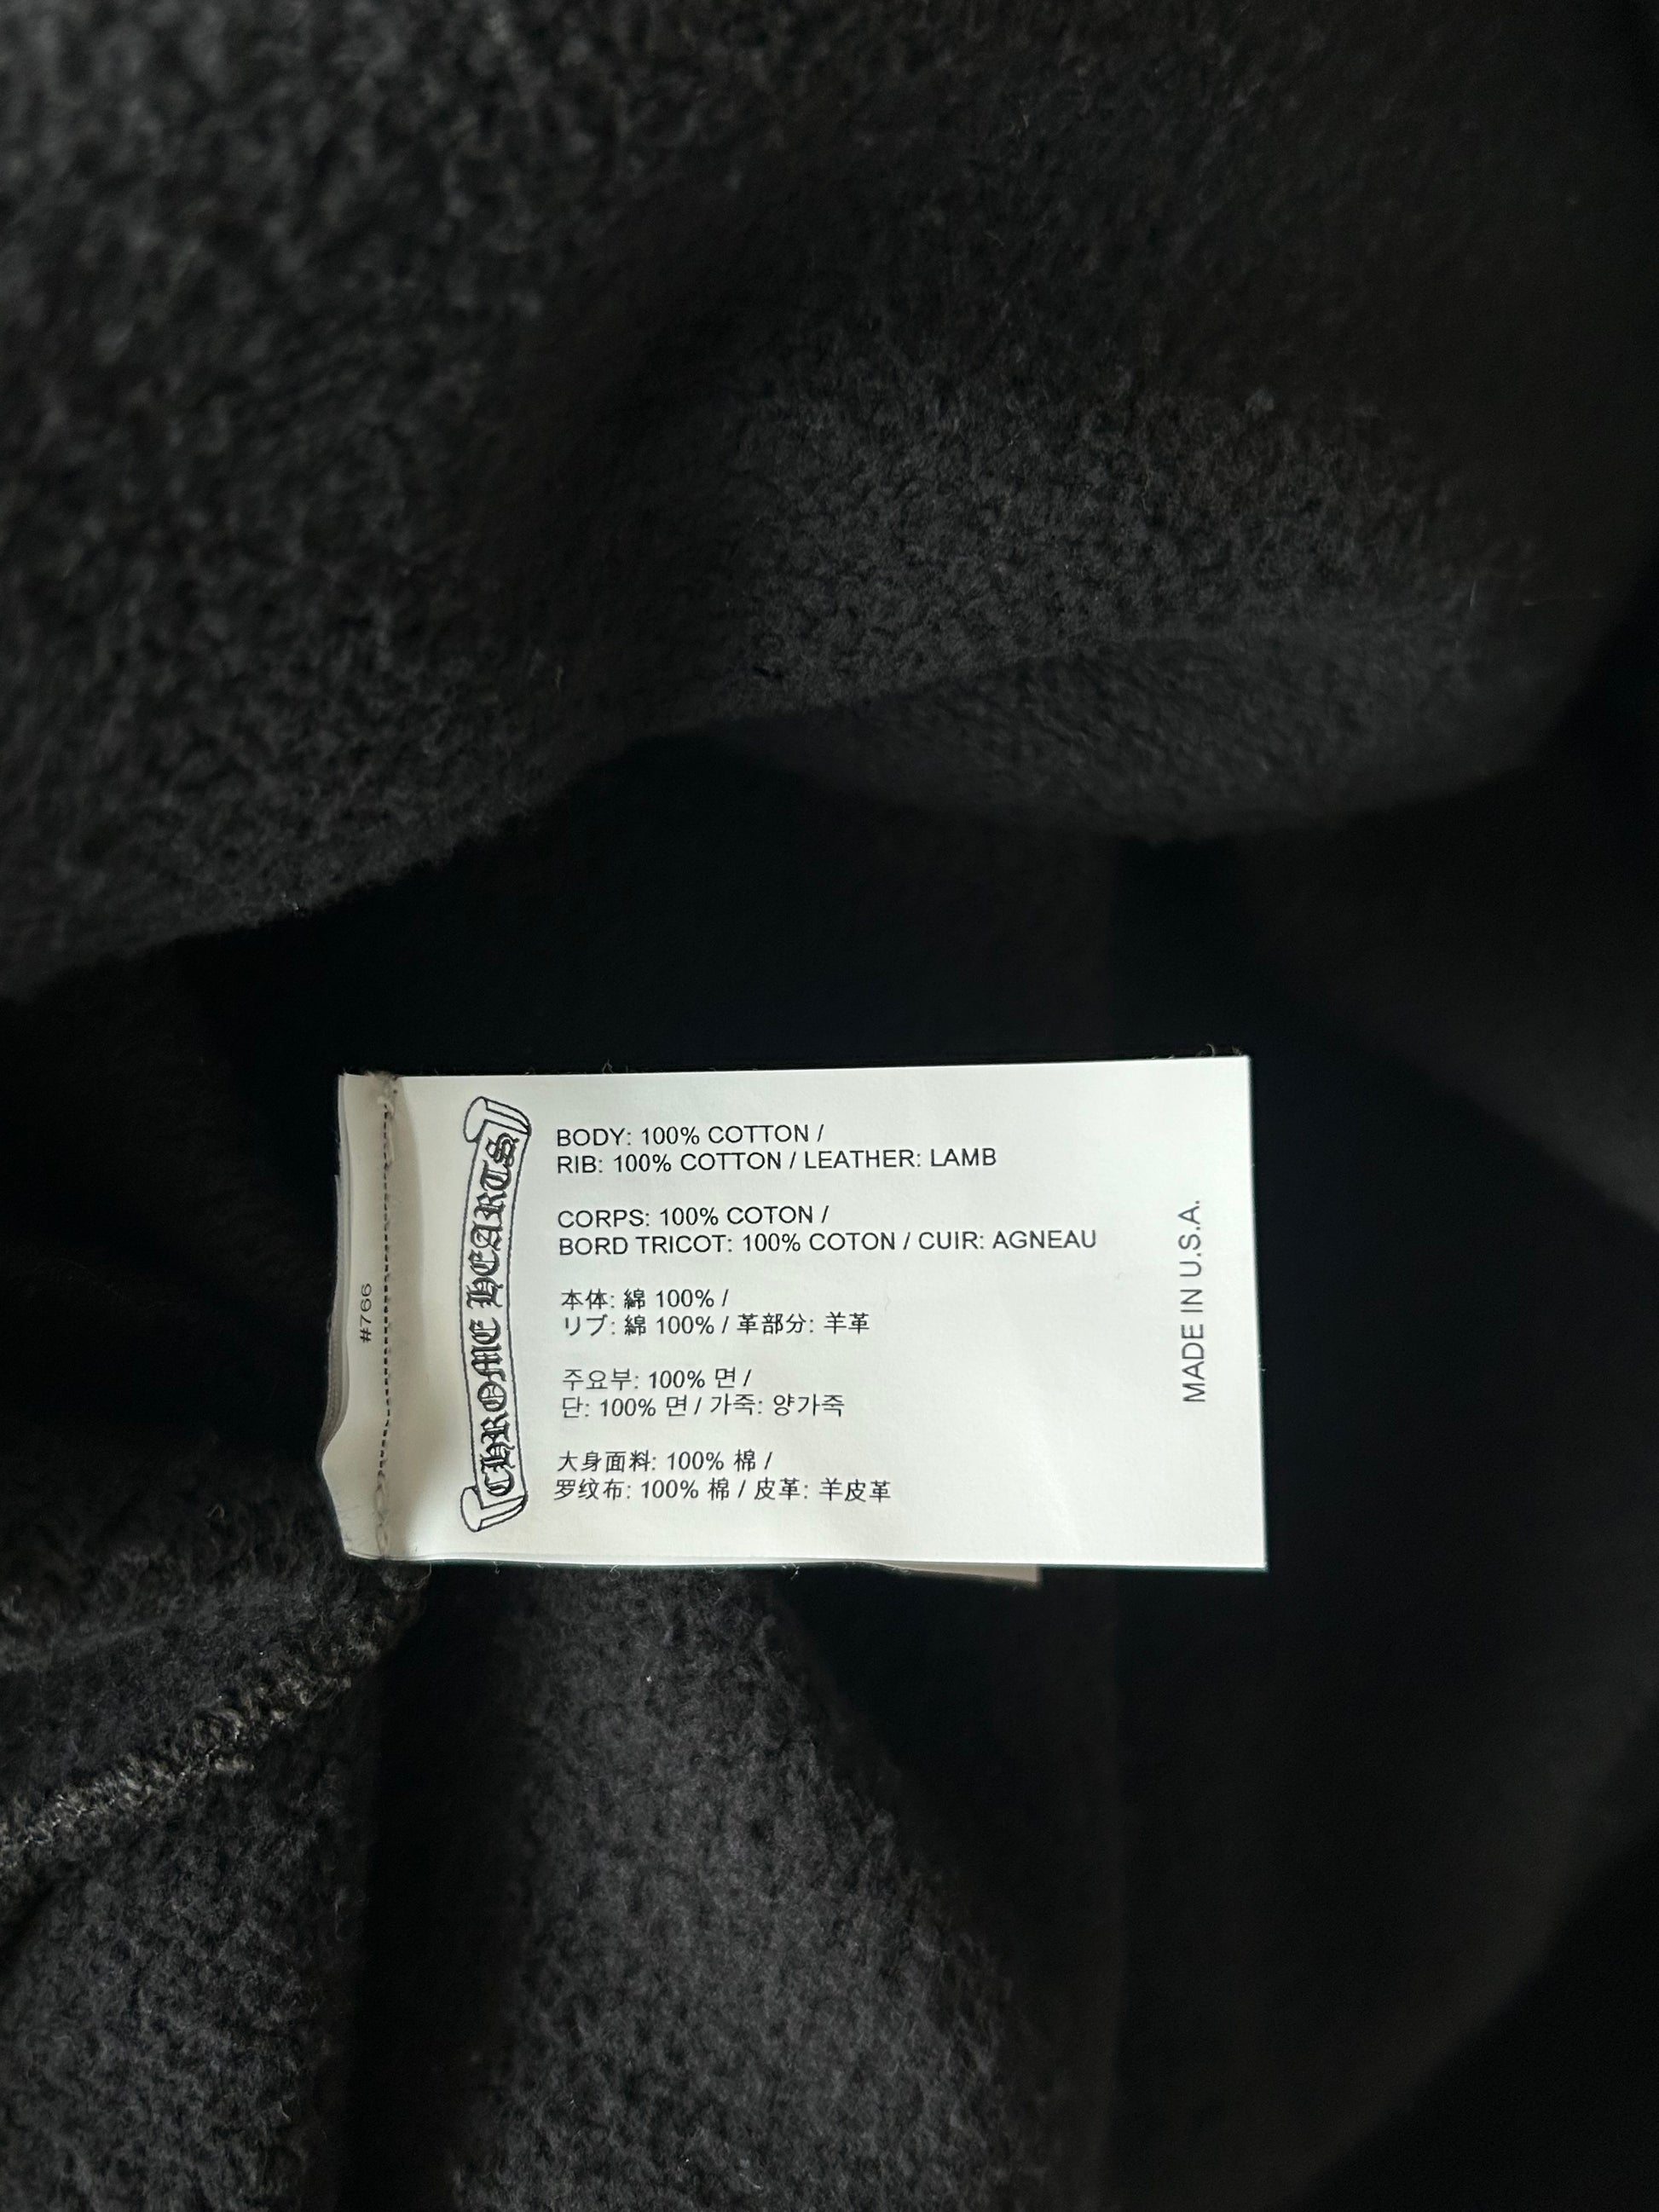 #766
CHROME HEARTS
BODY: 100% COTTON /
RIB: 100% COTTON / LEATHER: LAMB
CORPS: 100% COTON /
BORD TRICOT: 100% COTON / CUIR: AGNEAU
本体: 綿 100% /
リブ: 綿 100% / 革部分: 羊革
주요부: 100% 면 /
단: 100% 면 / 가죽: 양가죽
大身面料: 100% 棉 /
罗纹布: 100% 棉 / 皮革: 羊皮革
MADE IN U.S.A.